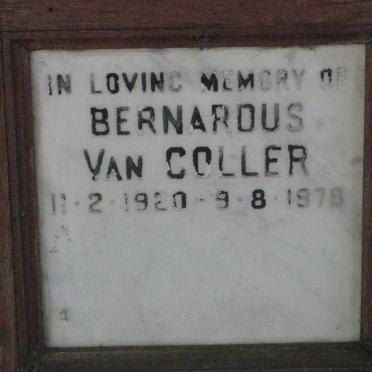 IN LOVING MEMORY OF
BERNARDUS
VAN COLLER
11·2·1920 - 9·8·1978